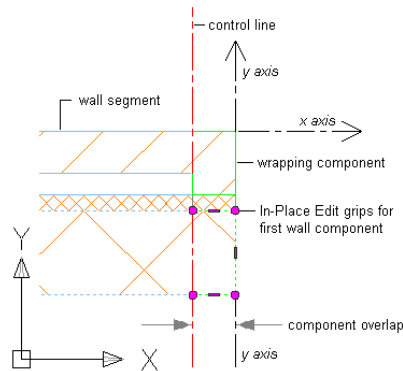 control line
y axis
wall segment
x axis
wrapping component
In-Place Edit grips for
first wall component
Y
component overlap
X
y axis